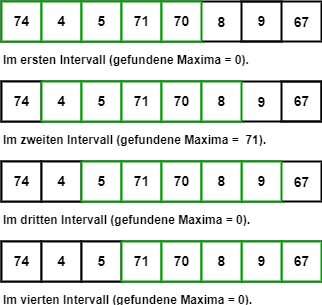 74 4 5 71 70 8 9 67
Im ersten Intervall (gefundene Maxima = 0).
74 4 5 71 70 8 9 67
Im zweiten Intervall (gefundene Maxima = 71).
74 4 5 71 70 8 9 67
Im dritten Intervall (gefundene Maxima = 0).
74 4 5 71 70 8 9 67
Im vierten Intervall (gefundene Maxima = 0).